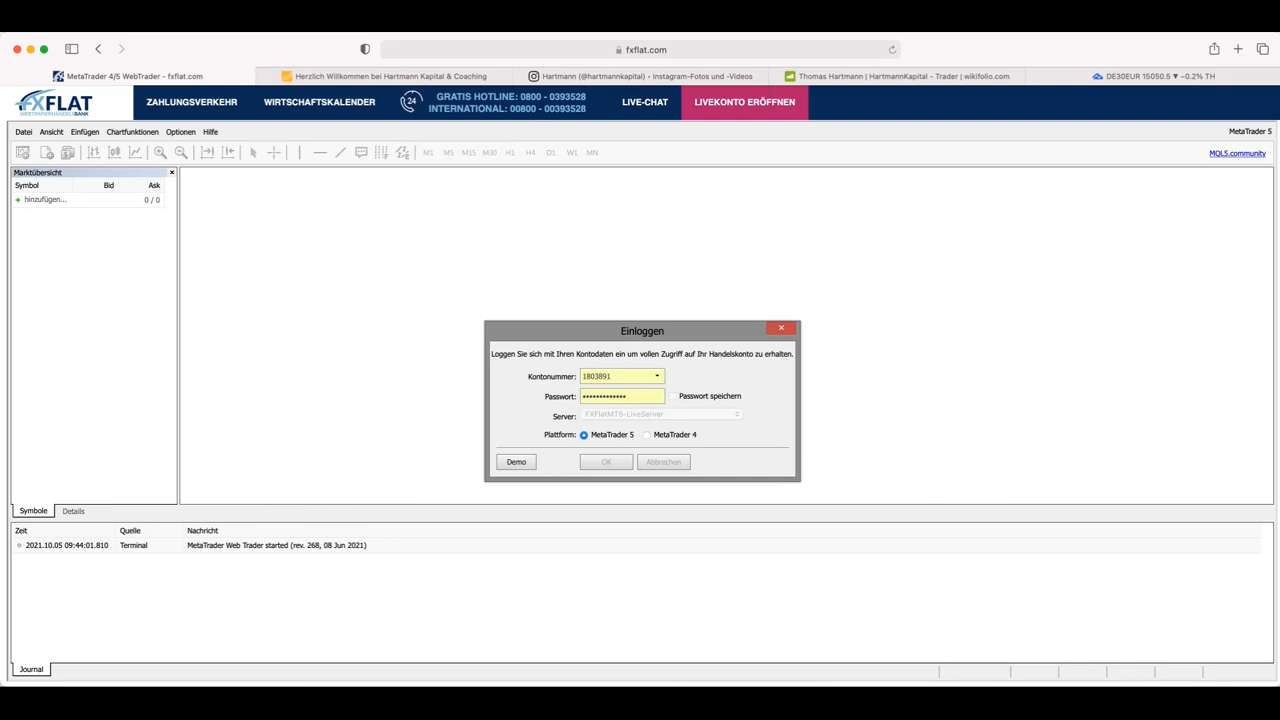 fxflat.com
MetaTrader 4/5 WebTrader - fxflat.com
Herzlich Willkommen bei Hartmann Kapital & Coaching
Hartmann (@hartmannkapital) • Instagram-Fotos und -Videos
Thomas Hartmann | HartmannKapital - Trader | wikifolio.com
DE30EUR 15050.5 ▼ −0.2% TH
FXFLAT
WERTPAPIERHANDELSBANK
ZAHLUNGSVERKEHR
WIRTSCHAFTSKALENDER
24
GRATIS HOTLINE: 0800 - 0393528
INTERNATIONAL: 00800 - 00393528
LIVE-CHAT
LIVEKONTO ERÖFFNEN
Datei Ansicht Einfügen Chartfunktionen Optionen Hilfe
MetaTrader 5
M1 M5 M15 M30 H1 H4 D1 W1 MN
MQL5.community
Marktübersicht
Symbol Bid Ask
hinzufügen... 0 / 0
Einloggen
Loggen Sie sich mit Ihren Kontodaten ein um vollen Zugriff auf Ihr Handelskonto zu erhalten.
Kontonummer: 1803891
Passwort: ••••••••••••• Passwort speichern
Server: FXFlatMT5-LiveServer
Plattform: MetaTrader 5 MetaTrader 4
Demo OK Abbrechen
Symbole Details
Zeit Quelle Nachricht
2021.10.05 09:44:01.810 Terminal MetaTrader Web Trader started (rev. 268, 08 Jun 2021)
Journal